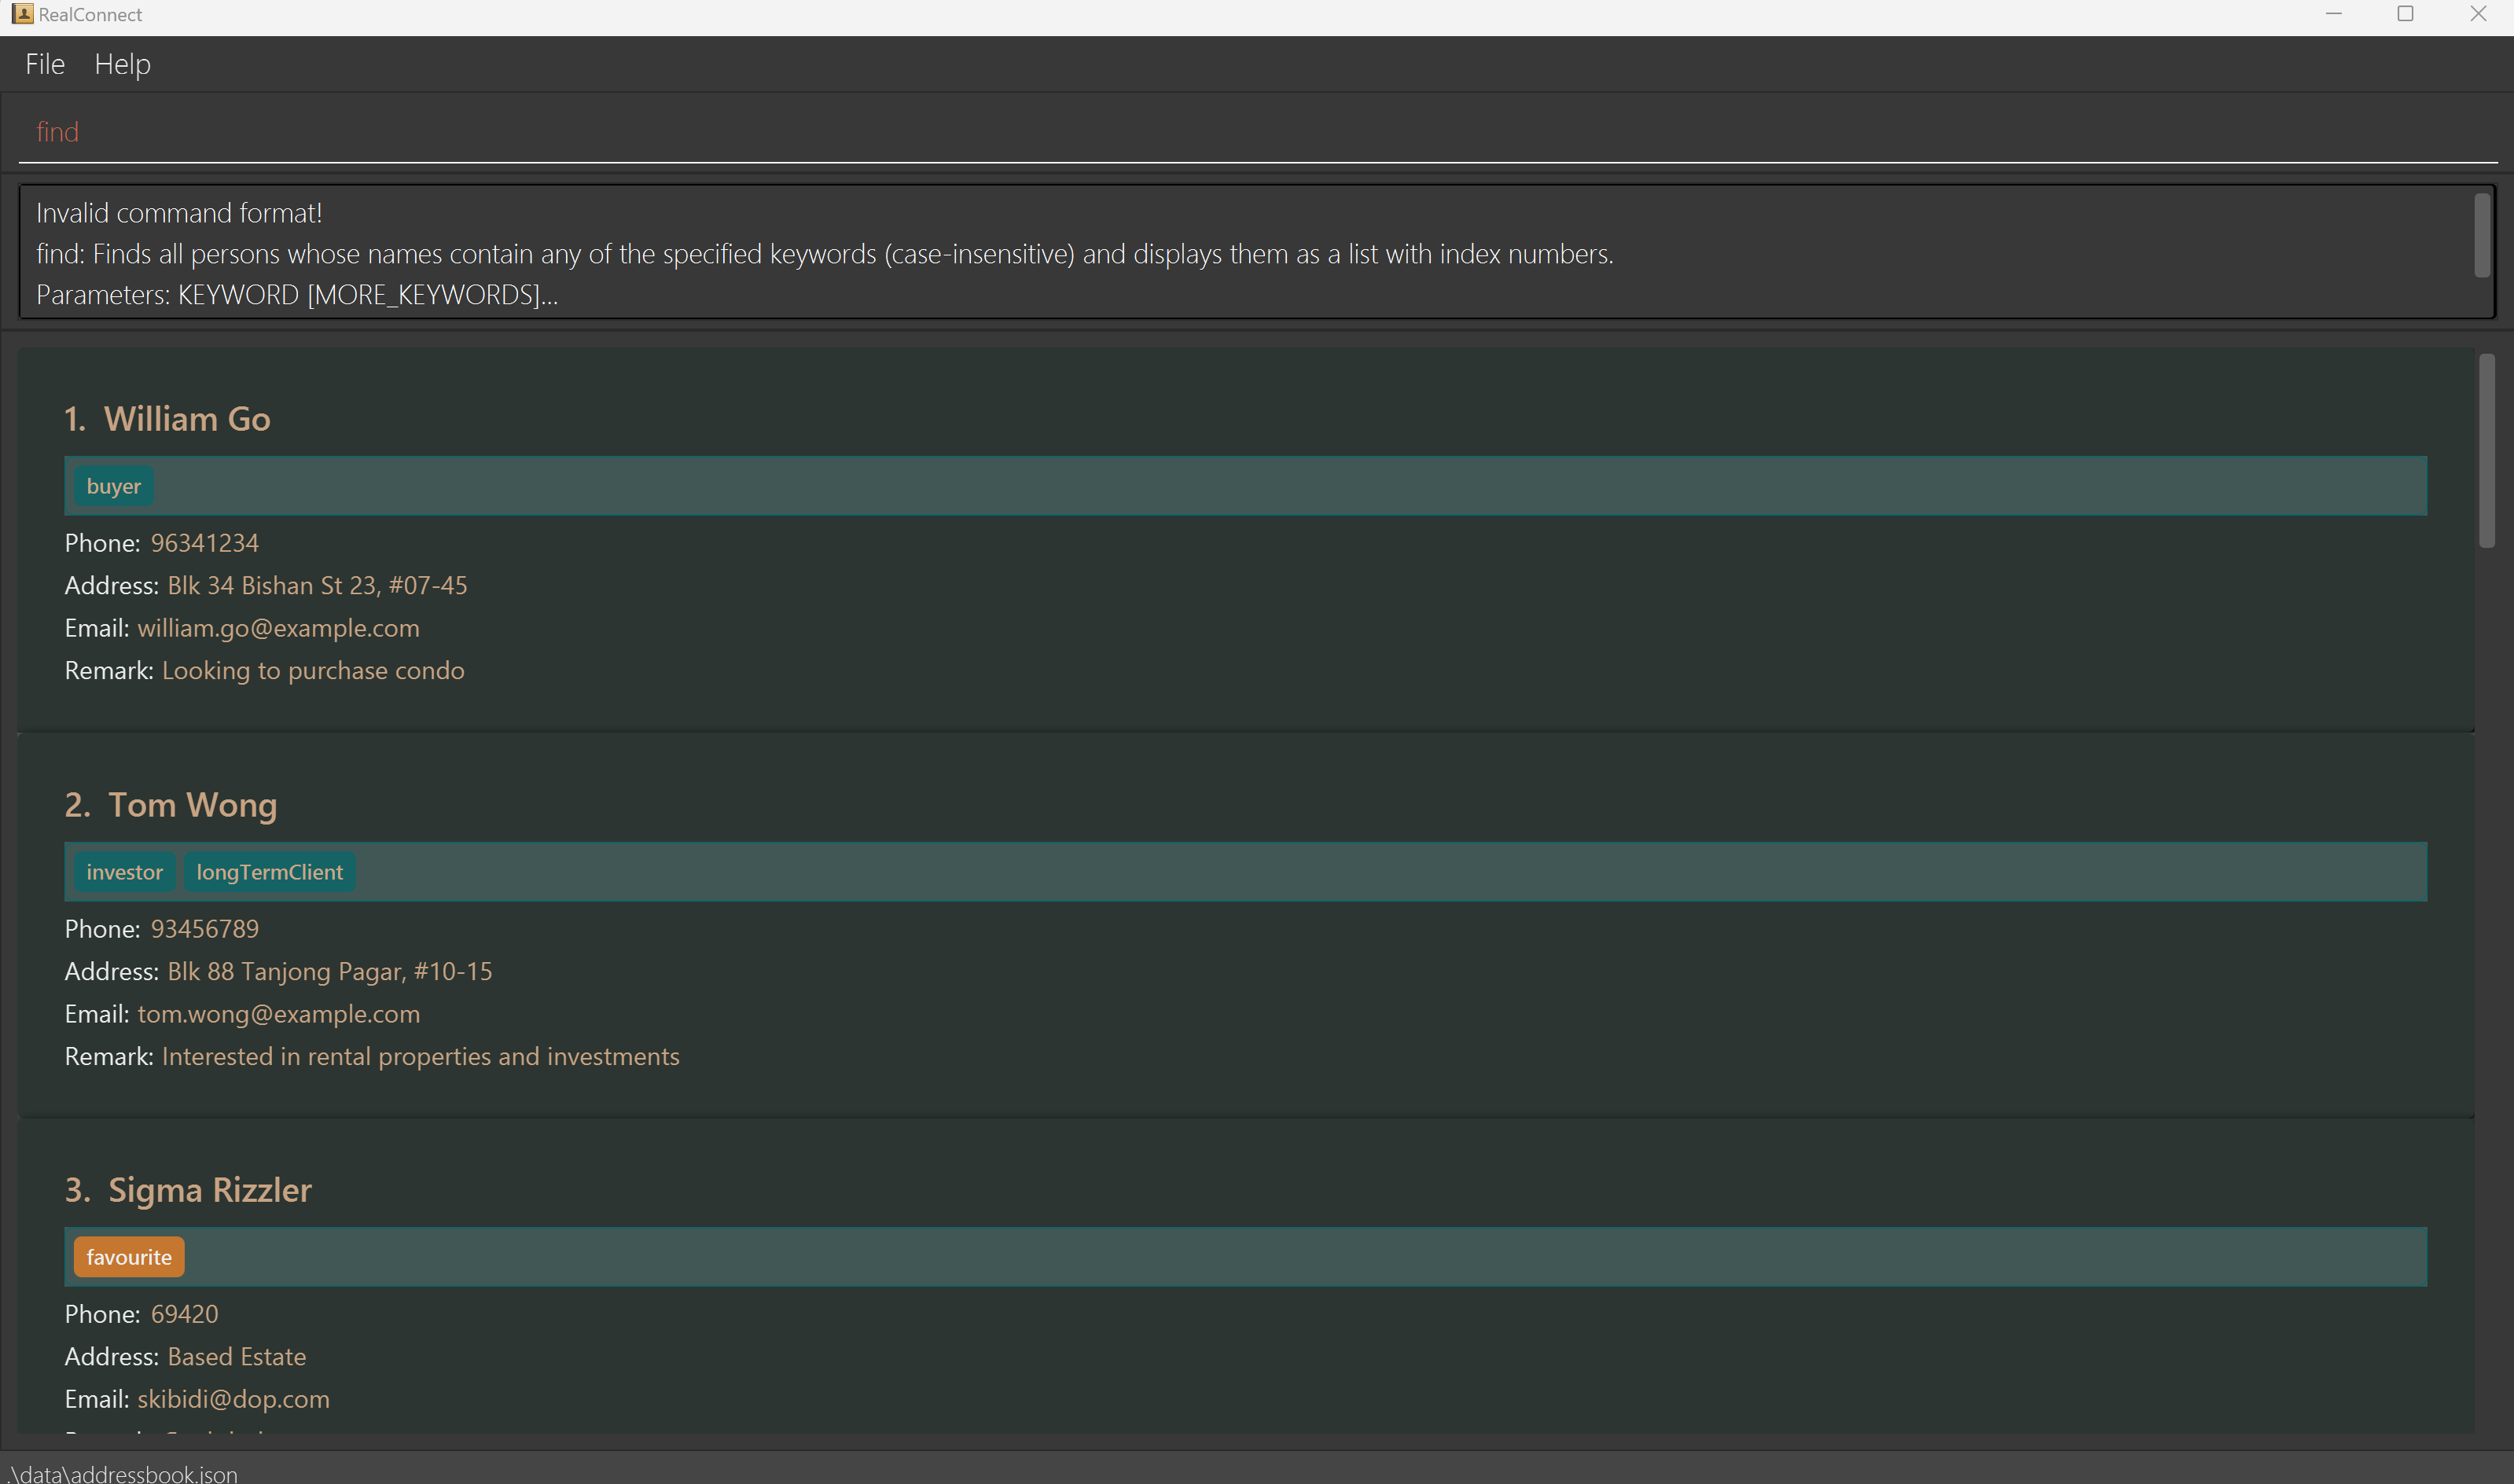 RealConnect
File Help
find
Invalid command format!
find: Finds all persons whose names contain any of the specified keywords (case-insensitive) and displays them as a list with index numbers.
Parameters: KEYWORD [MORE_KEYWORDS]...
1. William Go
buyer
Phone: 96341234
Address: Blk 34 Bishan St 23, #07-45
Email: william.go@example.com
Remark: Looking to purchase condo
2. Tom Wong
investor longTermClient
Phone: 93456789
Address: Blk 88 Tanjong Pagar, #10-15
Email: tom.wong@example.com
Remark: Interested in rental properties and investments
3. Sigma Rizzler
favourite
Phone: 69420
Address: Based Estate
Email: skibidi@dop.com
.\data\addressbook.json